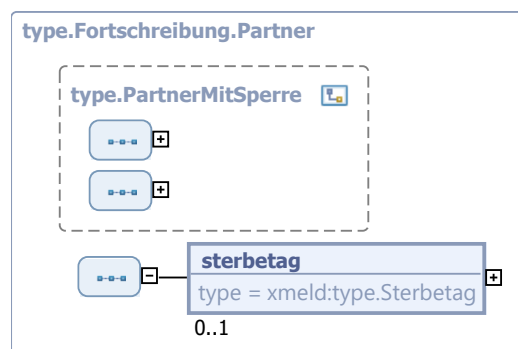 type.Fortschreibung.Partner
type.PartnerMitSperre
sterbetag
type = xmeld:type.Sterbetag
0..1